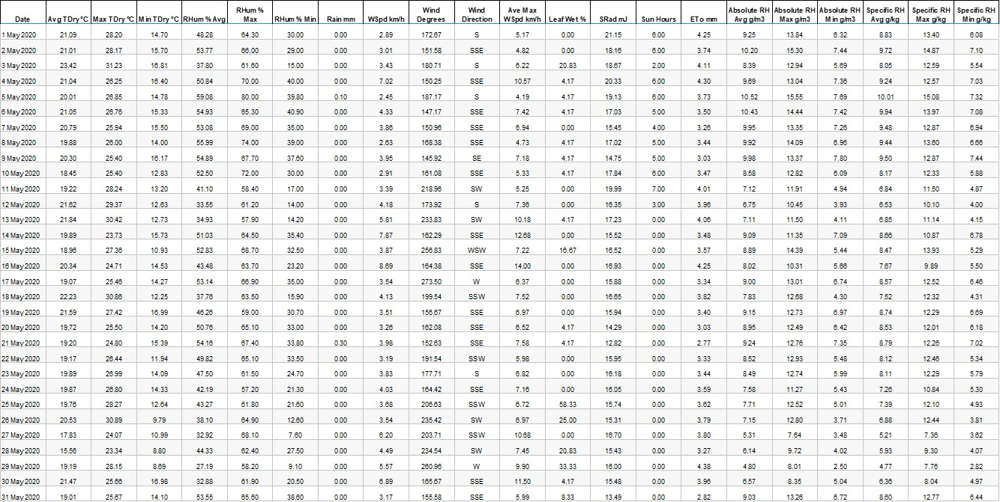 Date Avg TDry °C Max TDry °C Min TDry °C RHum % Avg RHum % Max RHum % Min Rain mm WSpd km/h Wind Degrees Wind Direction Ave Max WSpd km/h Leaf Wet % SRad mJ Sun Hours ETo mm Absolute RH Avg g/m3 Absolute RH Max g/m3 Absolute RH Min g/m3 Specific RH Avg g/kg Specific RH Max g/kg Specific RH Min g/kg
1 May 2020 21.09 28.20 14.70 48.28 64.30 30.00 0.00 2.89 172.67 S 5.17 0.00 21.15 6.00 4.25 9.25 13.84 6.32 8.83 13.40 6.08
2 May 2020 21.01 28.17 15.70 53.77 66.00 29.00 0.00 3.01 151.58 SSE 4.82 0.00 18.16 6.00 3.74 10.20 15.30 7.44 9.72 14.87 7.10
3 May 2020 23.42 31.23 16.81 37.80 61.60 15.00 0.00 3.43 180.71 S 6.22 20.83 18.67 2.00 4.11 8.39 12.94 5.69 8.05 12.59 5.54
4 May 2020 21.04 26.25 16.40 50.84 70.00 40.00 0.00 7.02 150.25 SSE 10.57 4.17 20.33 6.00 4.30 9.69 13.04 7.36 9.24 12.57 7.03
5 May 2020 20.01 26.85 14.78 59.08 80.00 39.80 0.10 2.45 187.17 S 4.19 4.17 19.13 6.00 3.73 10.52 15.55 7.69 10.01 15.08 7.32
6 May 2020 21.05 26.76 15.33 54.93 65.30 40.90 0.00 4.33 147.17 SSE 7.42 4.17 17.03 5.00 3.50 10.43 14.44 7.42 9.94 13.97 7.08
7 May 2020 20.79 25.94 15.50 53.08 69.00 35.00 0.00 3.86 150.96 SSE 6.94 0.00 15.45 4.00 3.26 9.95 13.35 7.26 9.48 12.87 6.94
8 May 2020 19.88 26.00 14.00 55.99 74.00 39.00 0.00 2.63 168.38 SSE 4.73 4.17 17.02 5.00 3.44 9.92 14.09 6.96 9.44 13.60 6.66
9 May 2020 20.30 25.40 16.17 54.89 67.70 37.60 0.00 3.95 145.92 SE 7.18 4.17 14.75 5.00 3.03 9.98 13.37 7.80 9.50 12.87 7.44
10 May 2020 18.45 25.40 12.83 52.50 72.00 30.00 0.00 2.91 161.08 SSE 5.33 4.17 17.84 6.00 3.47 8.58 12.82 6.09 8.17 12.33 5.88
11 May 2020 19.22 28.24 13.20 41.10 58.40 17.00 0.00 3.39 218.96 SW 5.25 0.00 19.99 7.00 4.01 7.12 11.91 4.94 6.84 11.50 4.87
12 May 2020 21.62 29.37 12.63 33.55 61.20 14.00 0.00 4.18 173.92 S 7.36 0.00 16.35 3.00 3.96 6.75 10.45 3.93 6.53 10.10 4.00
13 May 2020 21.84 30.42 12.73 34.93 57.90 14.20 0.00 5.81 233.83 SW 10.18 4.17 17.23 0.00 4.06 7.11 11.50 4.11 6.85 11.14 4.15
14 May 2020 19.89 23.73 15.73 51.03 64.50 35.40 0.00 7.87 162.29 SSE 12.68 0.00 15.52 0.00 3.48 9.09 11.35 7.09 8.66 10.87 6.78
15 May 2020 18.96 27.36 10.93 52.83 68.70 32.50 0.00 3.87 256.83 WSW 7.22 16.67 16.52 0.00 3.57 8.89 14.39 5.44 8.47 13.93 5.29
16 May 2020 20.34 24.71 14.53 43.48 63.70 23.20 0.00 8.69 164.38 SSE 14.00 0.00 16.93 0.00 4.25 8.02 10.31 5.66 7.67 9.89 5.50
17 May 2020 19.07 25.46 14.27 53.14 66.90 35.00 0.00 3.54 273.50 W 6.37 0.00 15.88 0.00 3.34 9.00 13.01 6.74 8.57 12.52 6.46
18 May 2020 22.23 30.86 12.25 37.76 63.50 15.90 0.00 4.13 199.54 SSW 7.52 0.00 16.65 0.00 3.82 7.83 12.68 4.30 7.52 12.32 4.31
19 May 2020 21.59 27.42 16.99 46.26 59.00 30.70 0.00 3.51 156.67 SSE 6.97 0.00 15.94 0.00 3.40 9.15 12.73 6.97 8.74 12.29 6.69
20 May 2020 19.72 25.50 14.20 50.76 65.10 33.00 0.00 3.26 162.08 SSE 6.52 4.17 14.29 0.00 3.03 8.95 12.49 6.42 8.53 12.01 6.18
21 May 2020 19.20 24.80 15.39 54.16 67.40 33.80 0.30 3.98 152.63 SSE 7.58 4.17 12.82 0.00 2.77 9.24 12.76 7.35 8.79 12.26 7.02
22 May 2020 19.17 26.44 11.94 49.82 65.10 33.50 0.00 3.19 191.54 SSW 5.98 0.00 15.95 0.00 3.33 8.52 12.93 5.48 8.12 12.46 5.34
23 May 2020 19.89 26.99 14.09 47.50 61.50 24.70 0.00 3.83 177.71 S 6.82 0.00 16.18 0.00 3.44 8.49 12.74 5.99 8.11 12.29 5.79
24 May 2020 19.87 26.80 14.33 42.19 57.20 21.30 0.00 4.03 164.42 SSE 7.16 0.00 16.05 0.00 3.59 7.58 11.27 5.43 7.26 10.84 5.30
25 May 2020 19.76 28.27 12.64 43.27 61.80 21.60 0.00 3.68 206.63 SSW 6.72 58.33 15.74 0.00 3.62 7.71 12.52 5.01 7.39 12.10 4.93
26 May 2020 20.53 30.89 9.79 38.10 64.90 12.60 0.00 3.54 235.42 SW 6.97 25.00 15.31 0.00 3.79 7.15 12.80 3.71 6.88 12.44 3.81
27 May 2020 17.83 24.07 10.99 32.92 68.10 7.60 0.00 6.20 203.71 SSW 10.68 0.00 16.70 0.00 3.80 5.31 7.64 3.48 5.21 7.36 3.62
28 May 2020 15.56 23.34 8.80 44.33 62.40 27.50 0.00 4.49 234.54 SW 7.45 20.83 15.43 0.00 3.27 6.14 9.72 4.02 5.93 9.30 4.07
29 May 2020 19.19 28.15 8.69 27.19 58.20 9.10 0.00 5.57 260.96 W 9.90 33.33 16.00 0.00 4.38 4.80 8.01 2.50 4.77 7.76 2.82
30 May 2020 21.47 25.66 16.98 32.88 61.90 20.50 0.00 6.89 165.67 SSE 11.50 4.17 15.48 0.00 3.96 6.57 8.35 5.04 6.36 8.04 4.97
31 May 2020 19.01 25.67 14.10 53.55 65.60 38.60 0.00 3.17 155.58 SSE 5.99 8.33 13.49 0.00 2.82 9.03 13.26 6.72 8.60 12.77 6.44